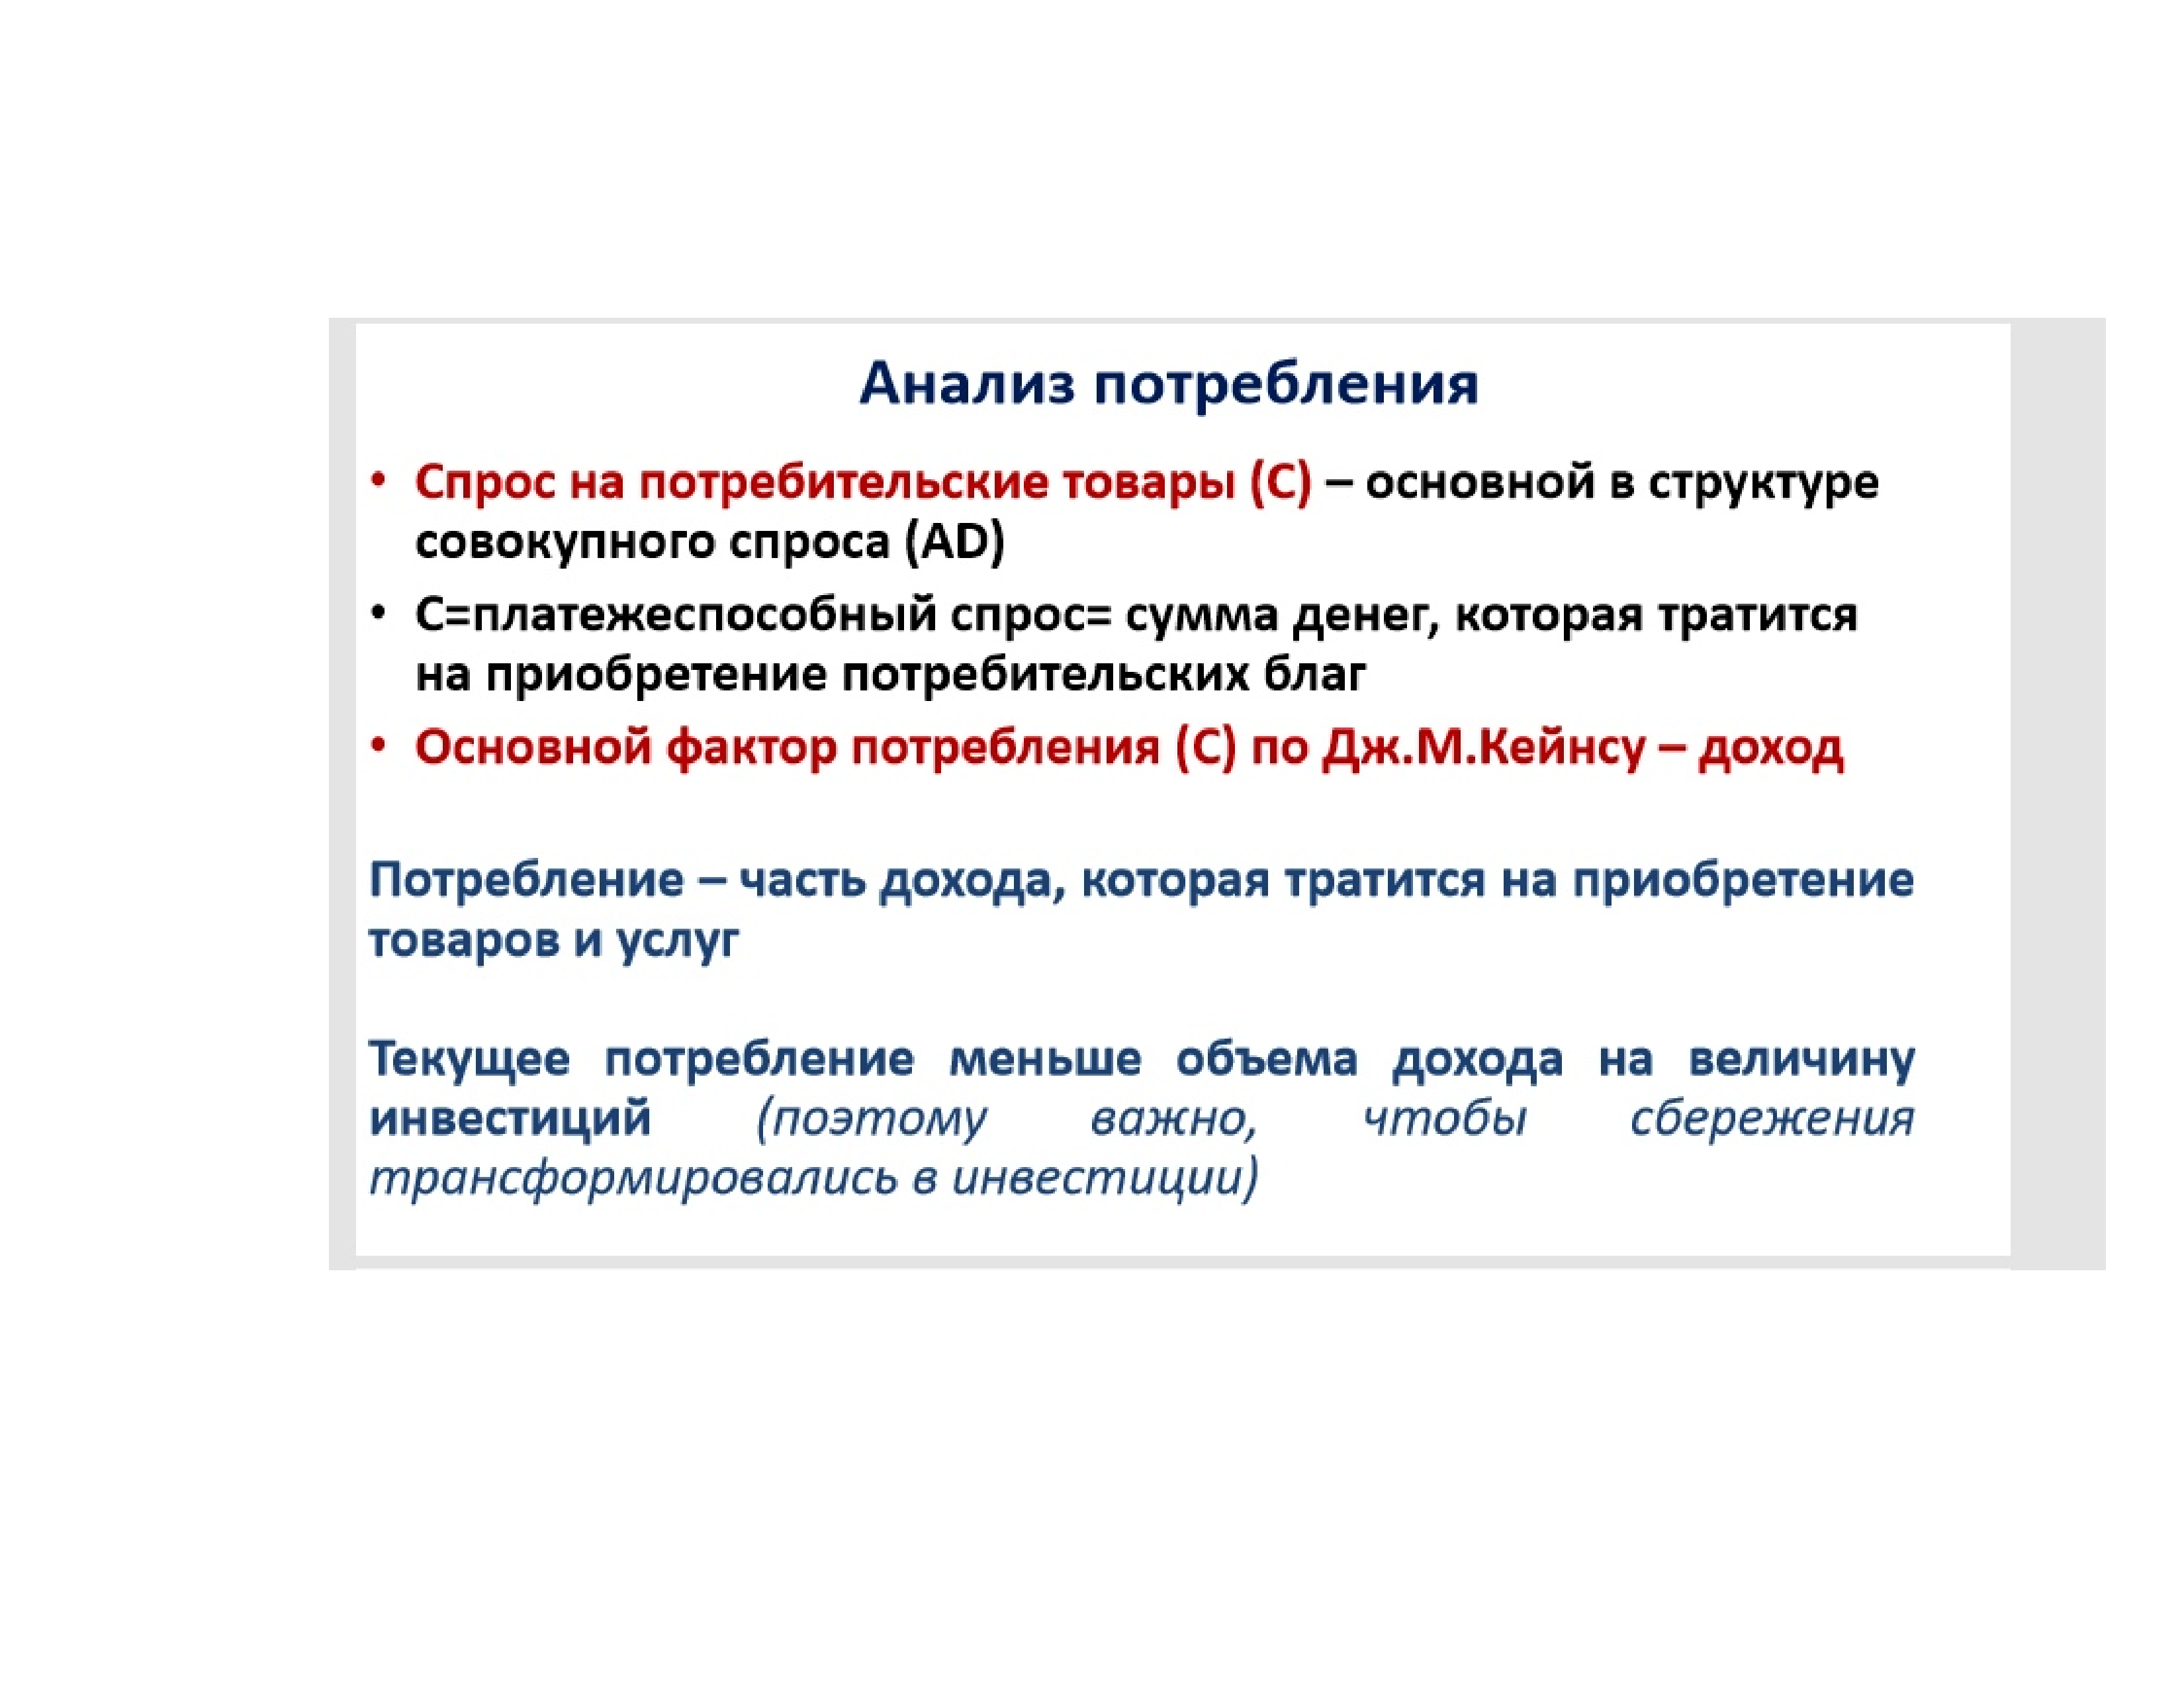 Анализ потребления
• Спрос на потребительские товары (С) – основной в структуре
совокупного спроса (AD)
• С=платежеспособный спрос= сумма денег, которая тратится
на приобретение потребительских благ
• Основной фактор потребления (С) по Дж.М.Кейнсу – доход
Потребление – часть дохода, которая тратится на приобретение
товаров и услуг
Текущее потребление меньше объема дохода на величину
инвестиций (поэтому важно, чтобы сбережения
трансформировались в инвестиции)